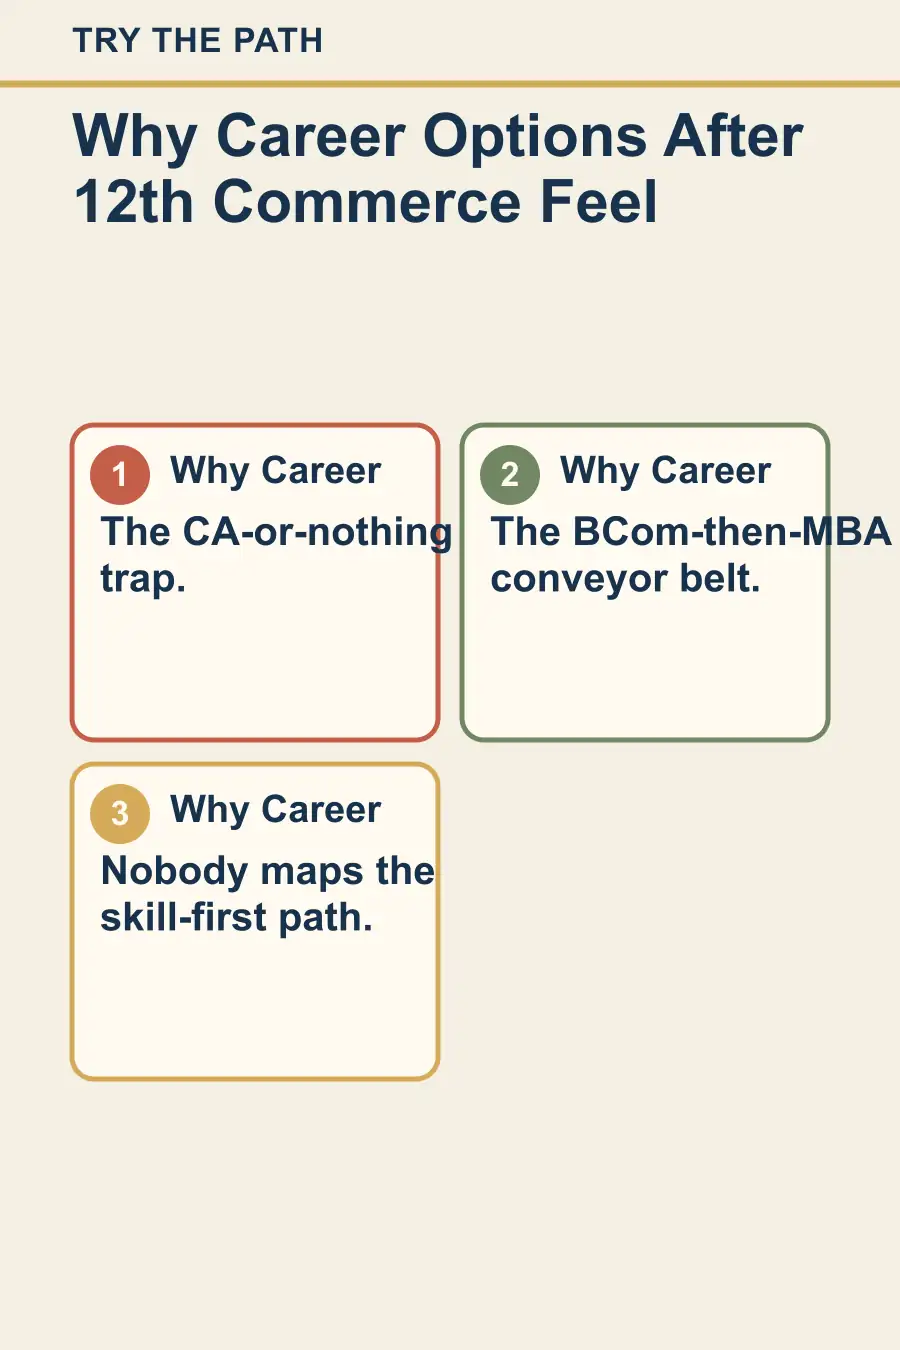 TRY THE PATH
Why Career Options After
12th Commerce Feel
1 Why Career
The CA-or-nothing
trap.
2 Why Career
The BCom-then-MBA
conveyor belt.
3 Why Career
Nobody maps the
skill-first path.